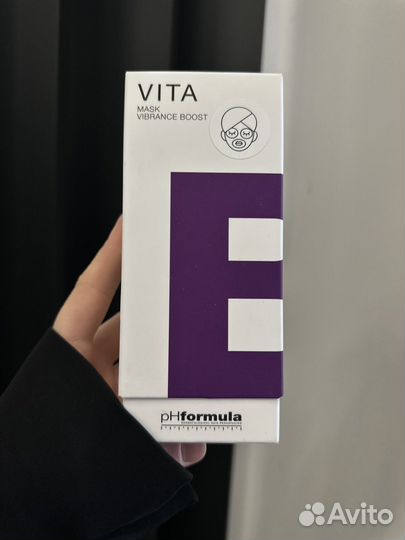 VITA
MASK
VIBRANCE BOOST
E
pHformula
Avito